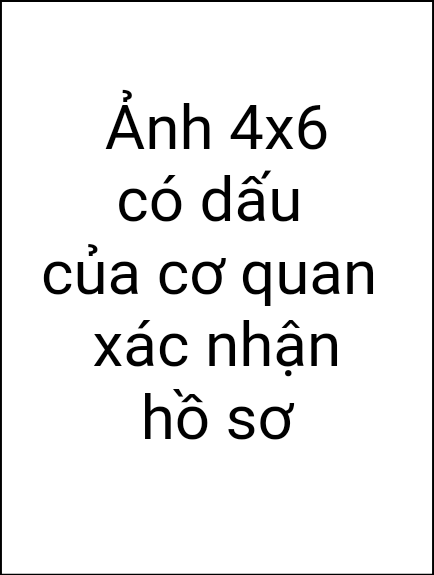 Ảnh 4x6
có dấu
của cơ quan
xác nhận
hồ sơ